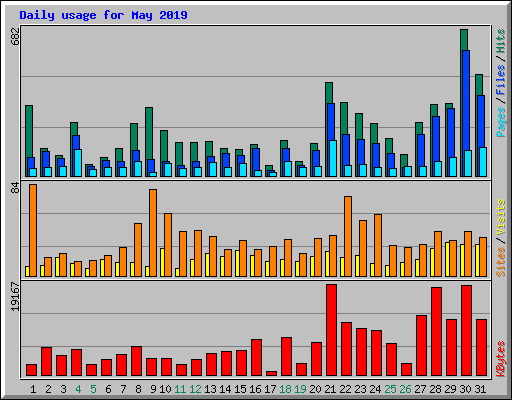 Daily usage for May 2019
682
Pages / Files / Hits
84
Sites / Visits
19167
KBytes
1 2 3 4 5 6 7 8 9 10 11 12 13 14 15 16 17 18 19 20 21 22 23 24 25 26 27 28 29 30 31